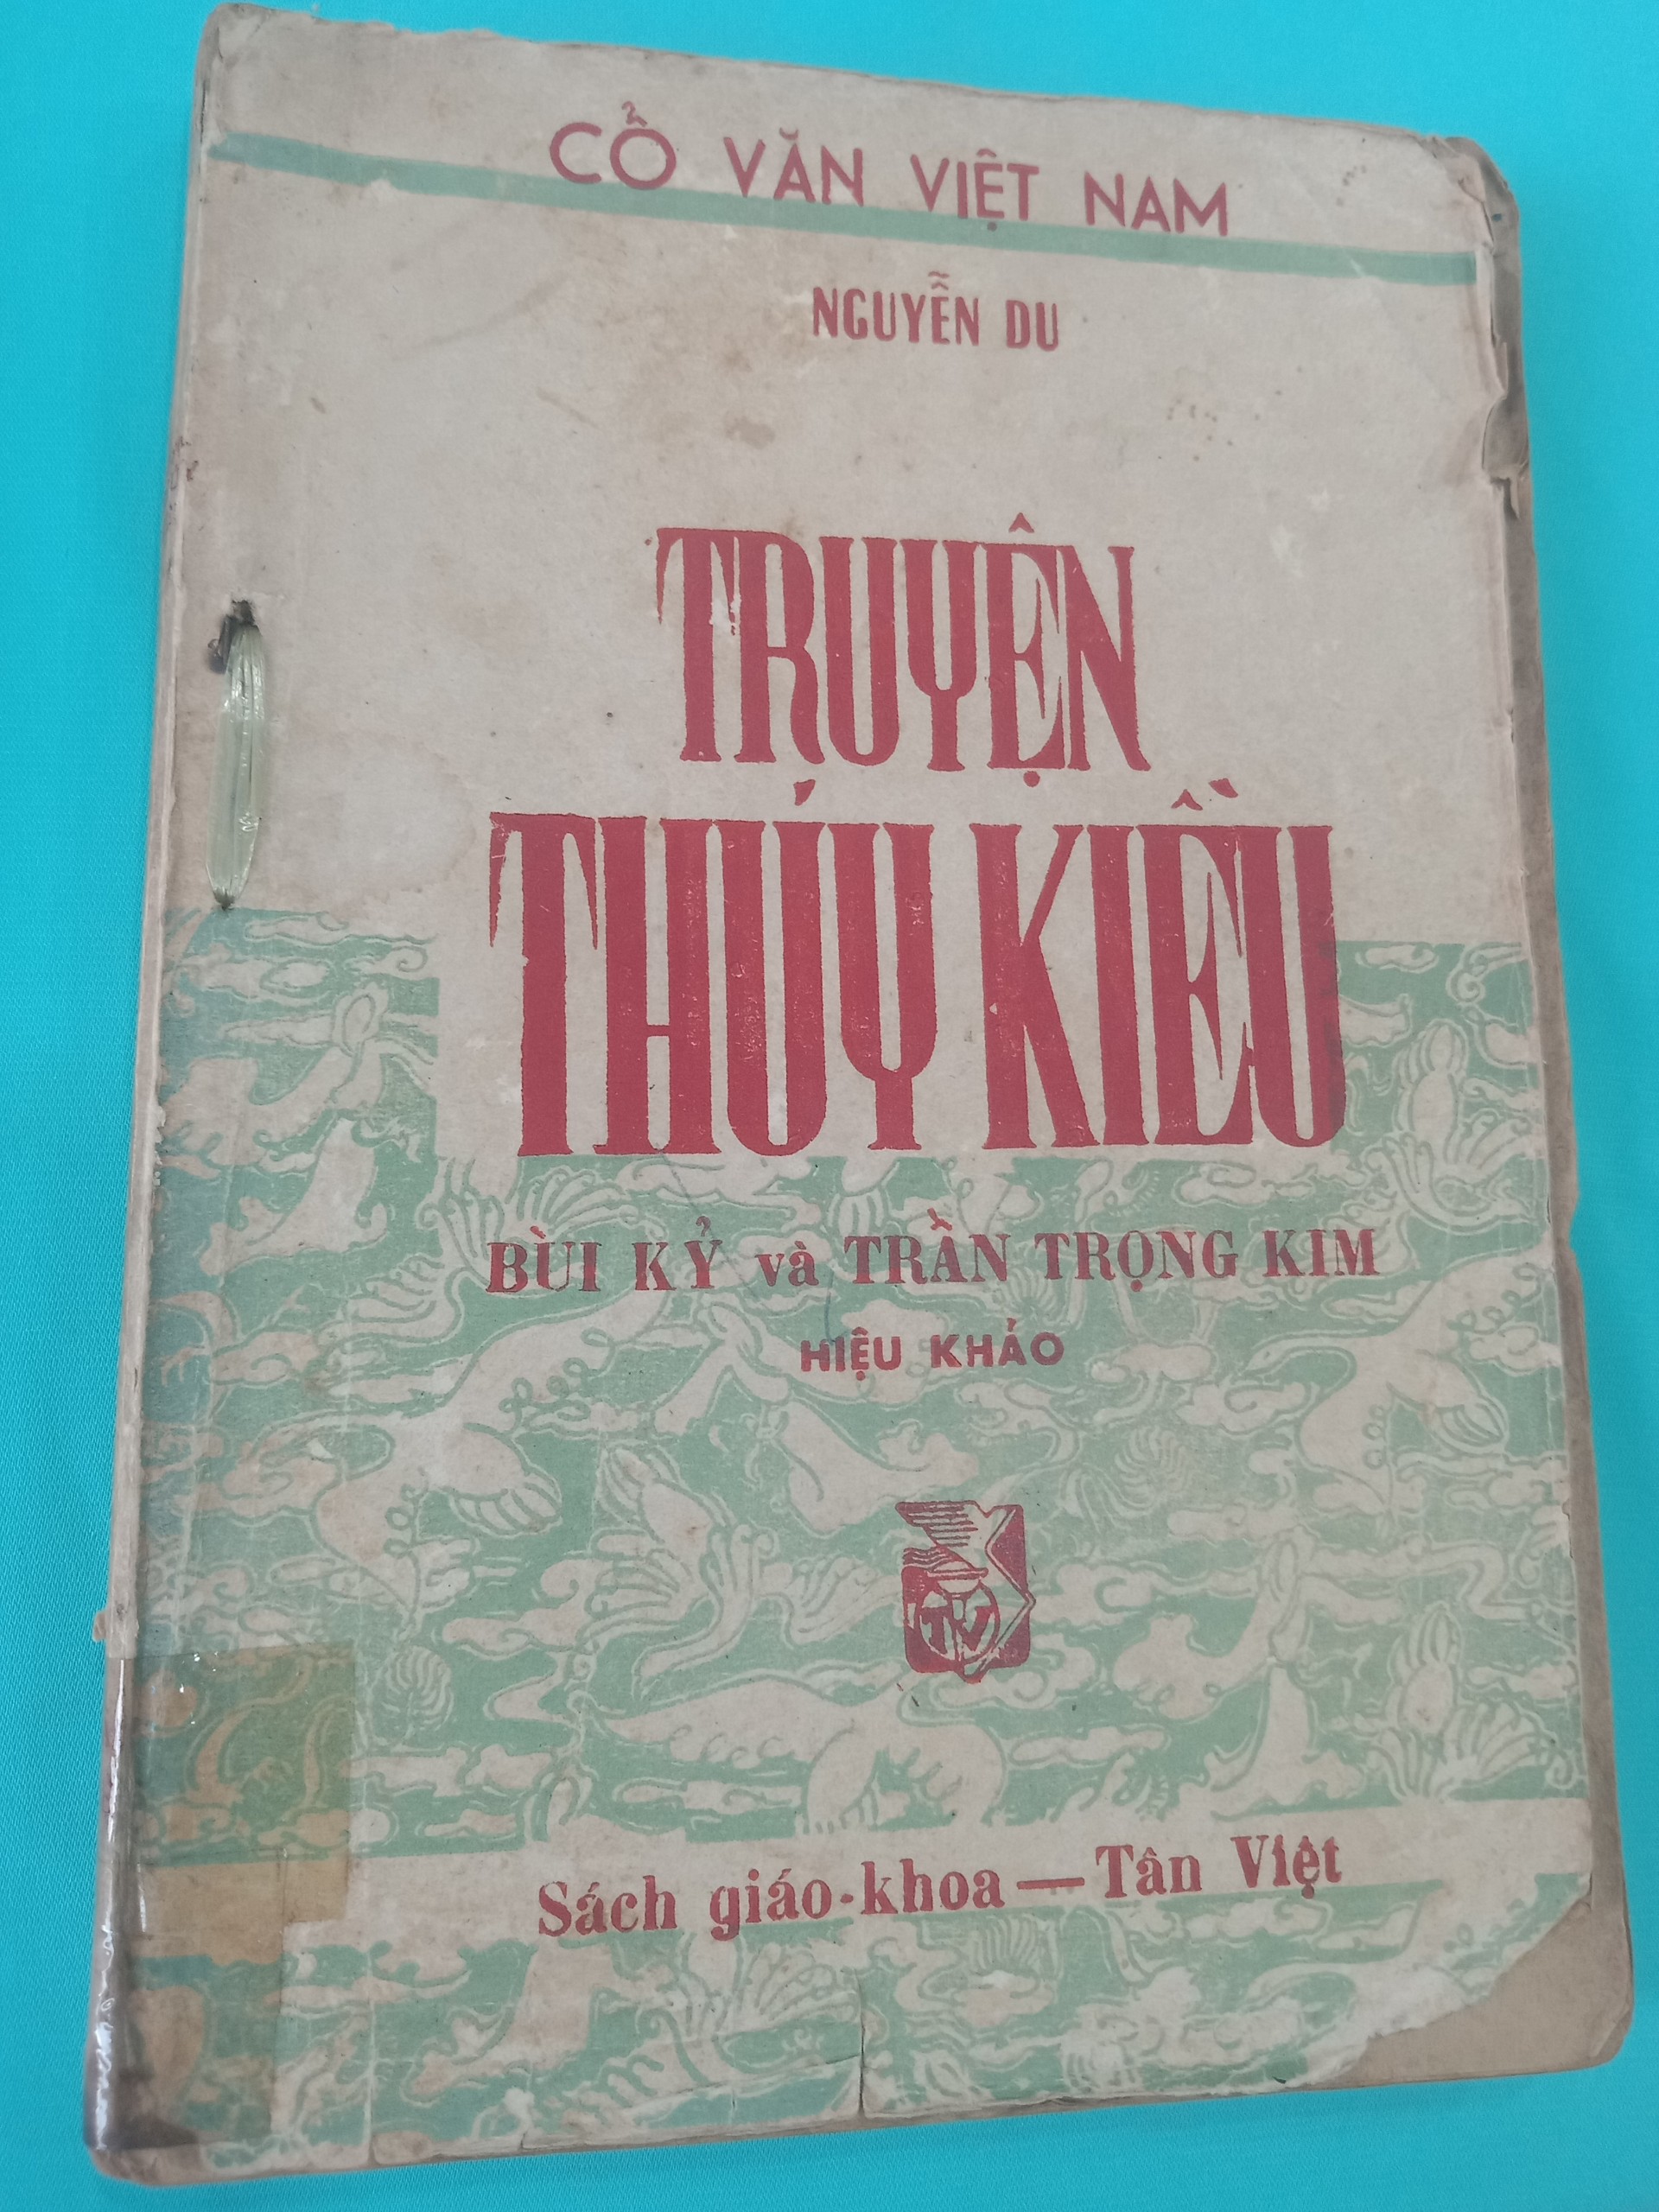 CỔ VĂN VIỆT NAM
NGUYỄN DU
TRUYỆN
THÚY KIỀU
BÙI KỶ và TRẦN TRỌNG KIM
HIỆU KHẢO
TV
Sách giáo-khoa — Tân Việt